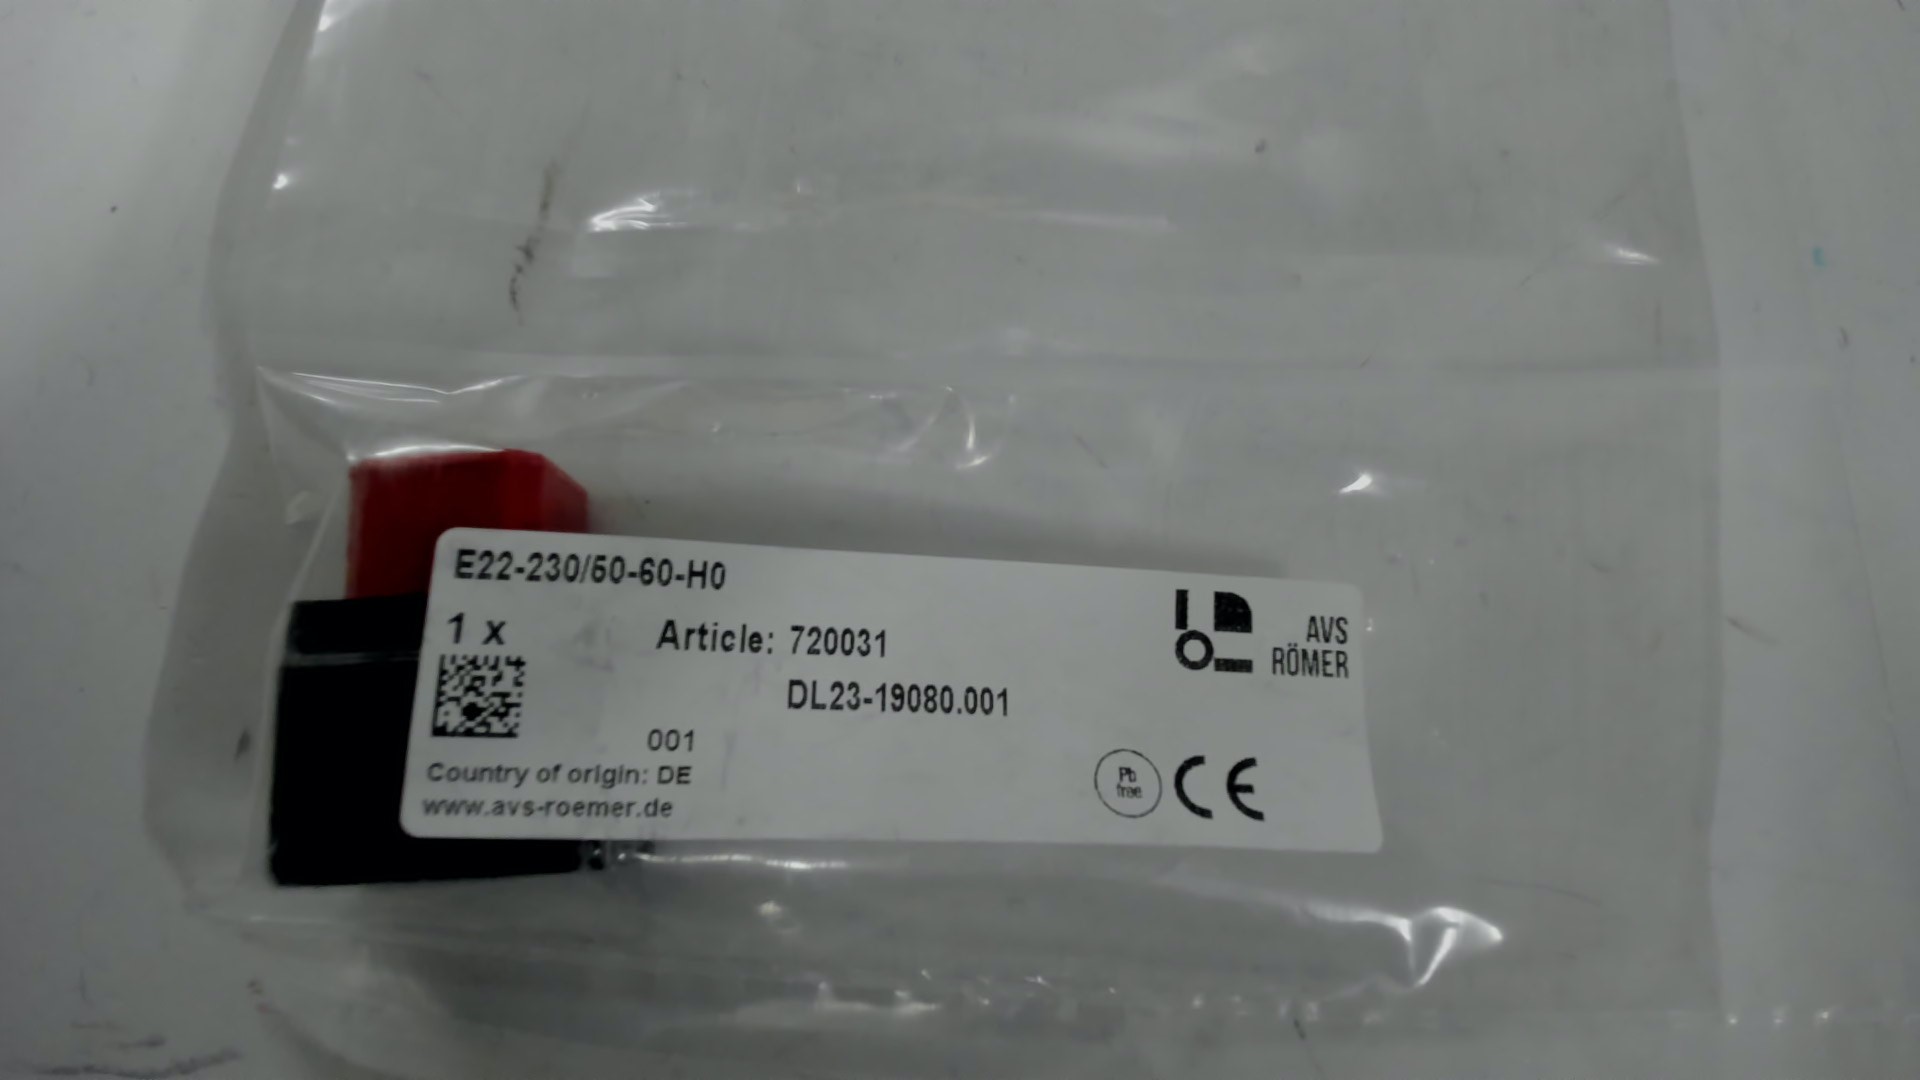 E22-230/50-60-H0
1 x
Article: 720031
DL23-19080.001
001
Country of origin: DE
www.avs-roemer.de
AVS
RÖMER
Pb
free
CE